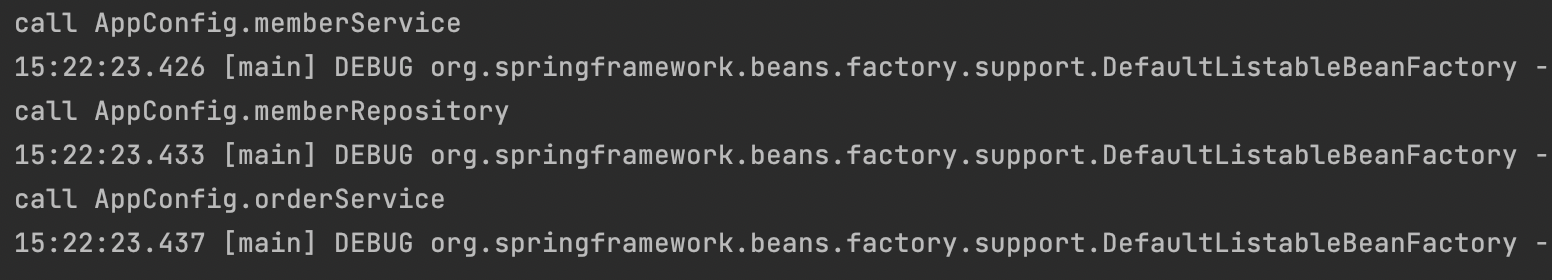 call AppConfig.memberService
15:22:23.426 [main] DEBUG org.springframework.beans.factory.support.DefaultListableBeanFactory -
call AppConfig.memberRepository
15:22:23.433 [main] DEBUG org.springframework.beans.factory.support.DefaultListableBeanFactory -
call AppConfig.orderService
15:22:23.437 [main] DEBUG org.springframework.beans.factory.support.DefaultListableBeanFactory -